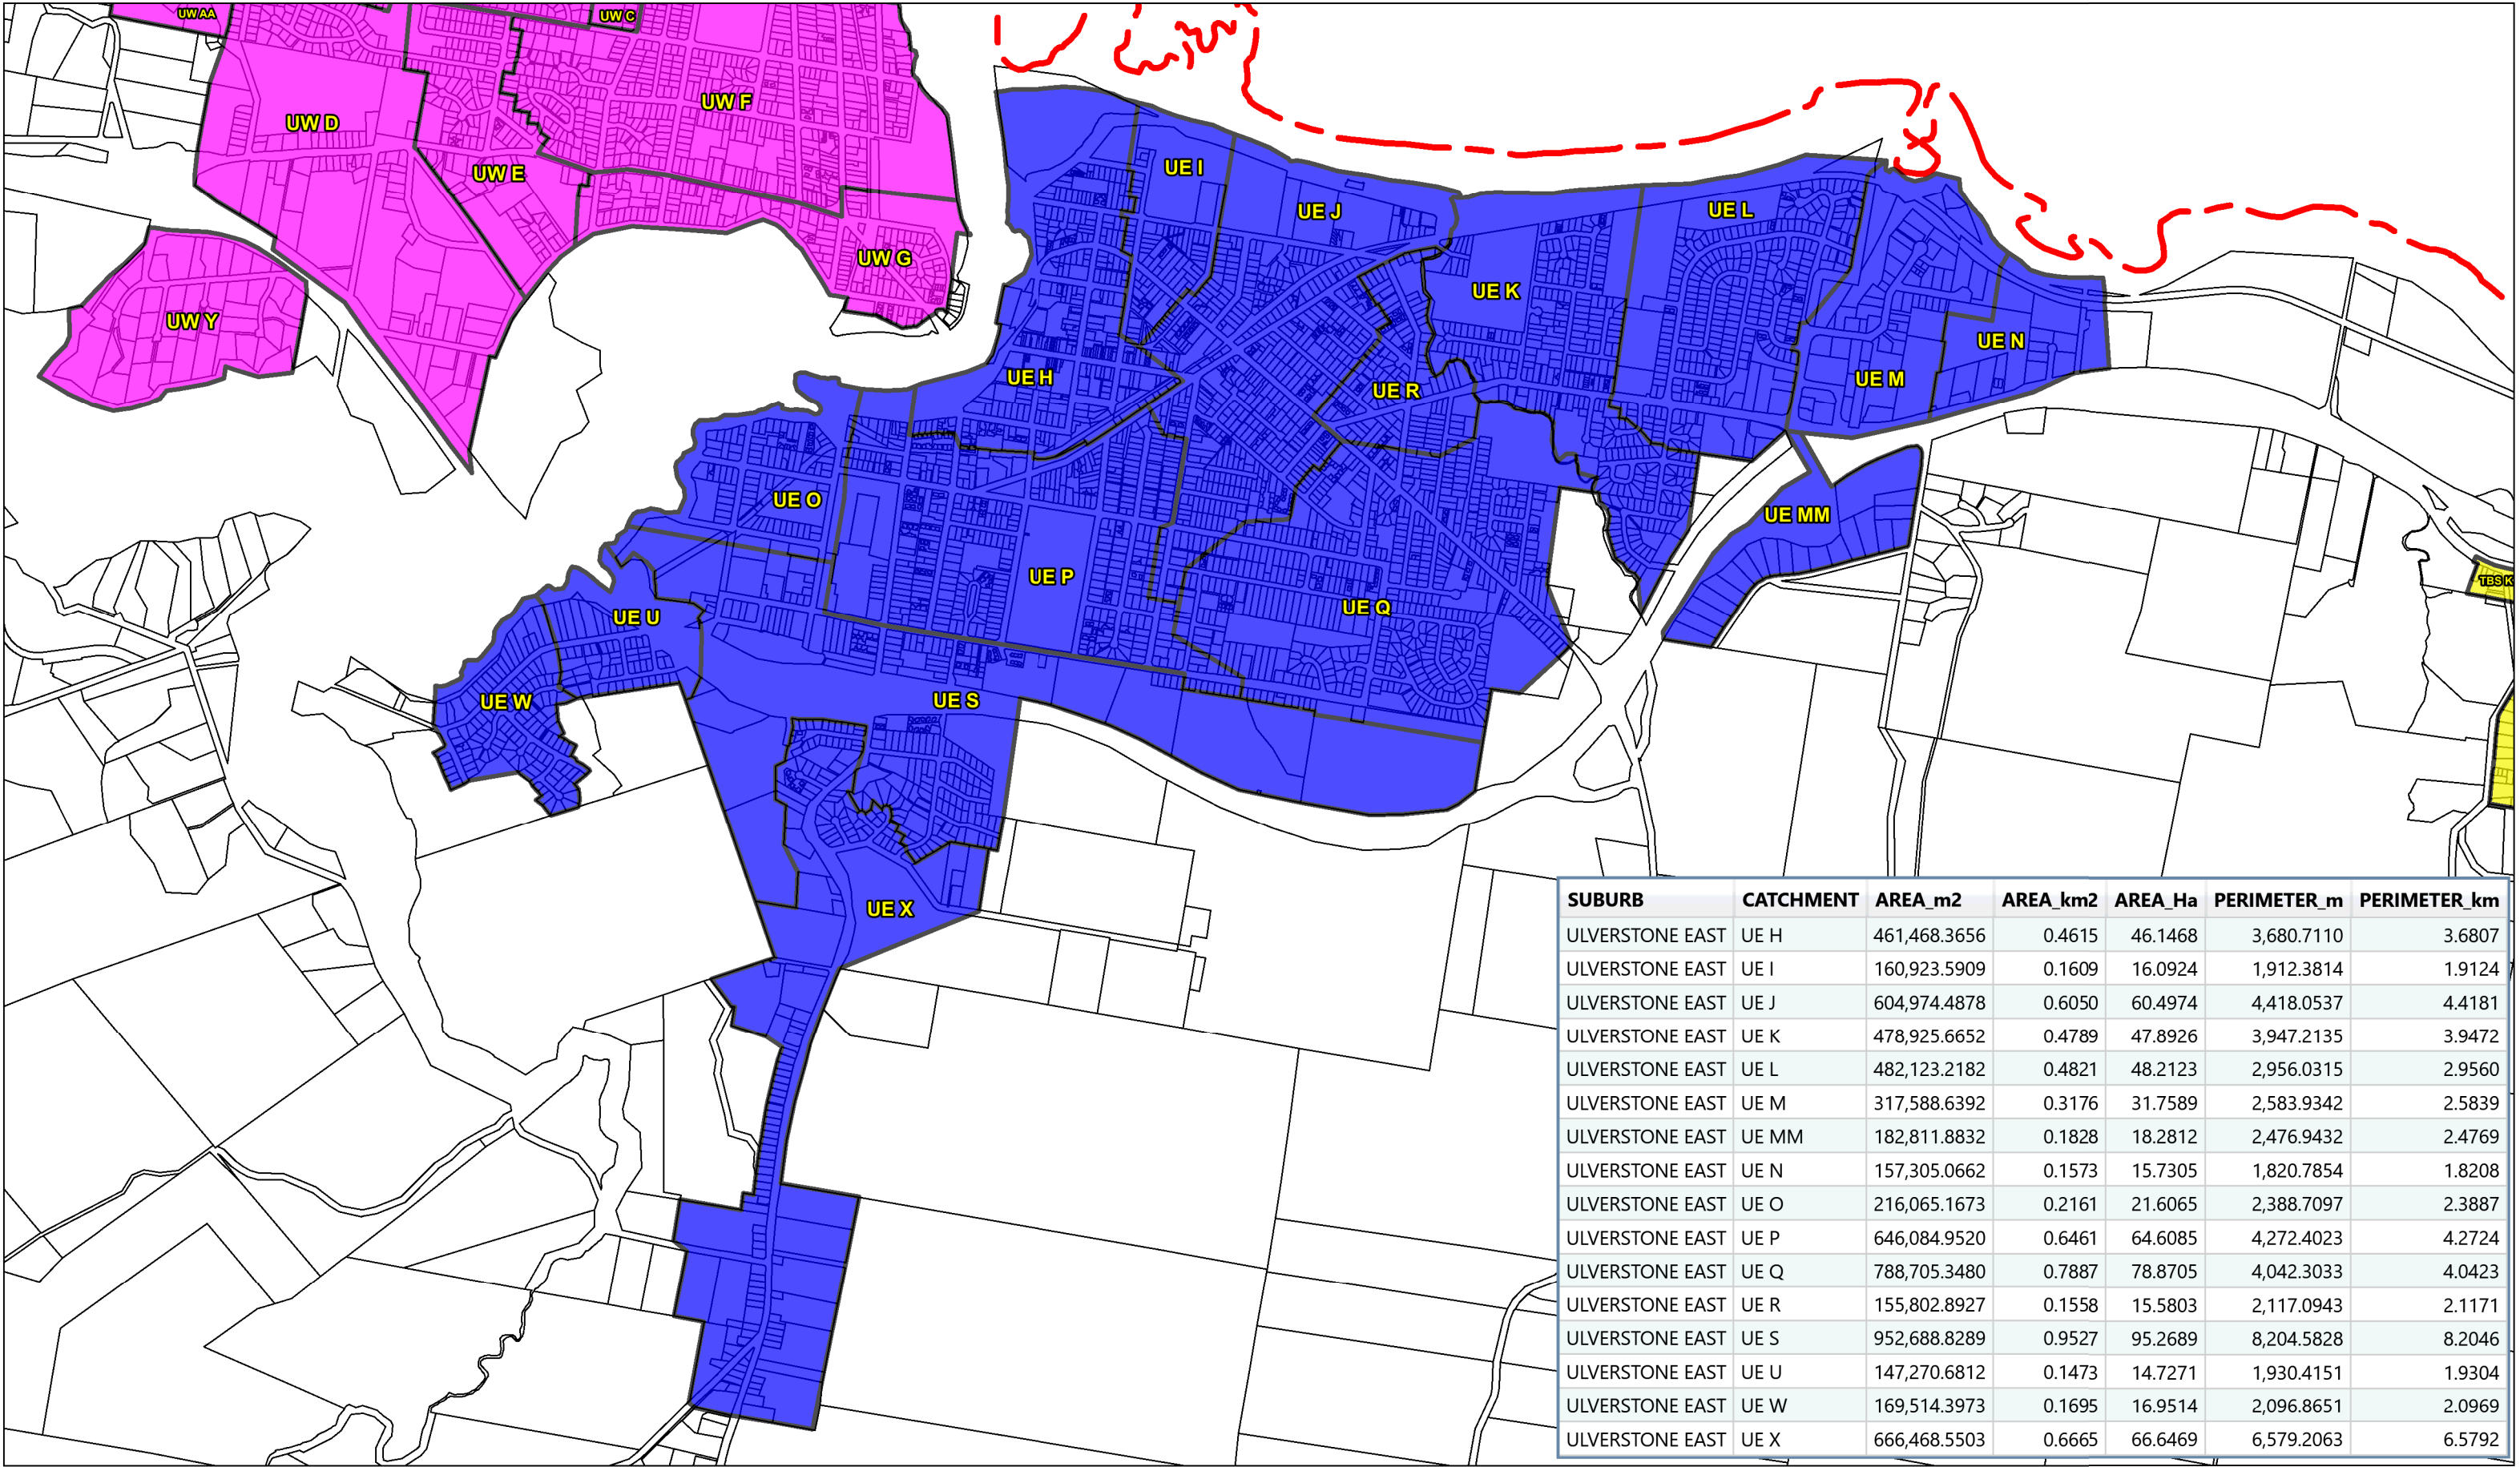 UW AA
UW C
UW F
UW D
UE I
UW E
UE J
UE L
UW G
UE K
UW Y
UE N
UE H
UE M
UE R
UE O
UE MM
UE P
TBS K
UE Q
UE U
UE S
UE W
UE X
SUBURB CATCHMENT AREA_m2 AREA_km2 AREA_Ha PERIMETER_m PERIMETER_km
ULVERSTONE EAST UE H 461,468.3656 0.4615 46.1468 3,680.7110 3.6807
ULVERSTONE EAST UE I 160,923.5909 0.1609 16.0924 1,912.3814 1.9124
ULVERSTONE EAST UE J 604,974.4878 0.6050 60.4974 4,418.0537 4.4181
ULVERSTONE EAST UE K 478,925.6652 0.4789 47.8926 3,947.2135 3.9472
ULVERSTONE EAST UE L 482,123.2182 0.4821 48.2123 2,956.0315 2.9560
ULVERSTONE EAST UE M 317,588.6392 0.3176 31.7589 2,583.9342 2.5839
ULVERSTONE EAST UE MM 182,811.8832 0.1828 18.2812 2,476.9432 2.4769
ULVERSTONE EAST UE N 157,305.0662 0.1573 15.7305 1,820.7854 1.8208
ULVERSTONE EAST UE O 216,065.1673 0.2161 21.6065 2,388.7097 2.3887
ULVERSTONE EAST UE P 646,084.9520 0.6461 64.6085 4,272.4023 4.2724
ULVERSTONE EAST UE Q 788,705.3480 0.7887 78.8705 4,042.3033 4.0423
ULVERSTONE EAST UE R 155,802.8927 0.1558 15.5803 2,117.0943 2.1171
ULVERSTONE EAST UE S 952,688.8289 0.9527 95.2689 8,204.5828 8.2046
ULVERSTONE EAST UE U 147,270.6812 0.1473 14.7271 1,930.4151 1.9304
ULVERSTONE EAST UE W 169,514.3973 0.1695 16.9514 2,096.8651 2.0969
ULVERSTONE EAST UE X 666,468.5503 0.6665 66.6469 6,579.2063 6.5792